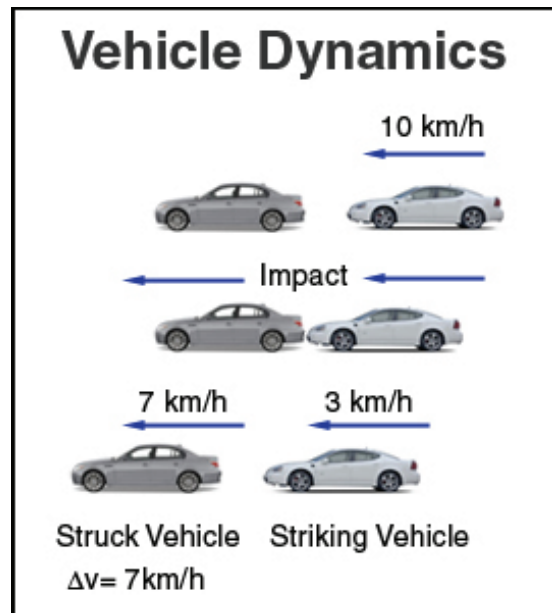 Vehicle Dynamics
10 km/h
Impact
7 km/h 3 km/h
Struck Vehicle Striking Vehicle
Δv= 7km/h